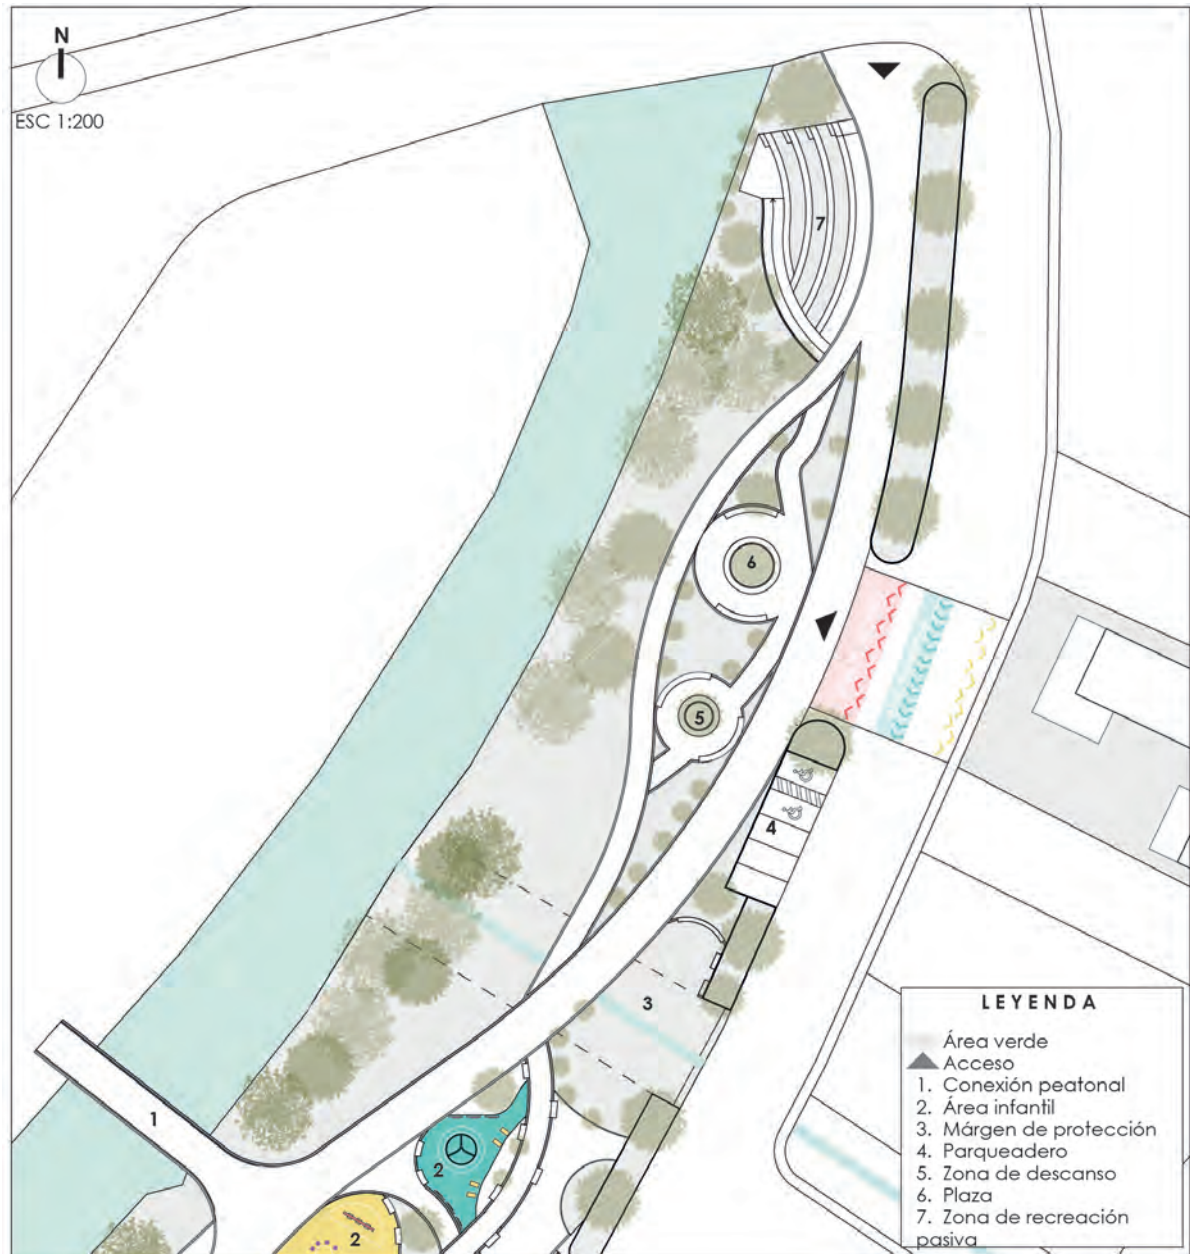 N
ESC 1:200
7
6
5
4
3
1
2
2
LEYENDA
Área verde
Acceso
1. Conexión peatonal
2. Área infantil
3. Márgen de protección
4. Parqueadero
5. Zona de descanso
6. Plaza
7. Zona de recreación
pasiva